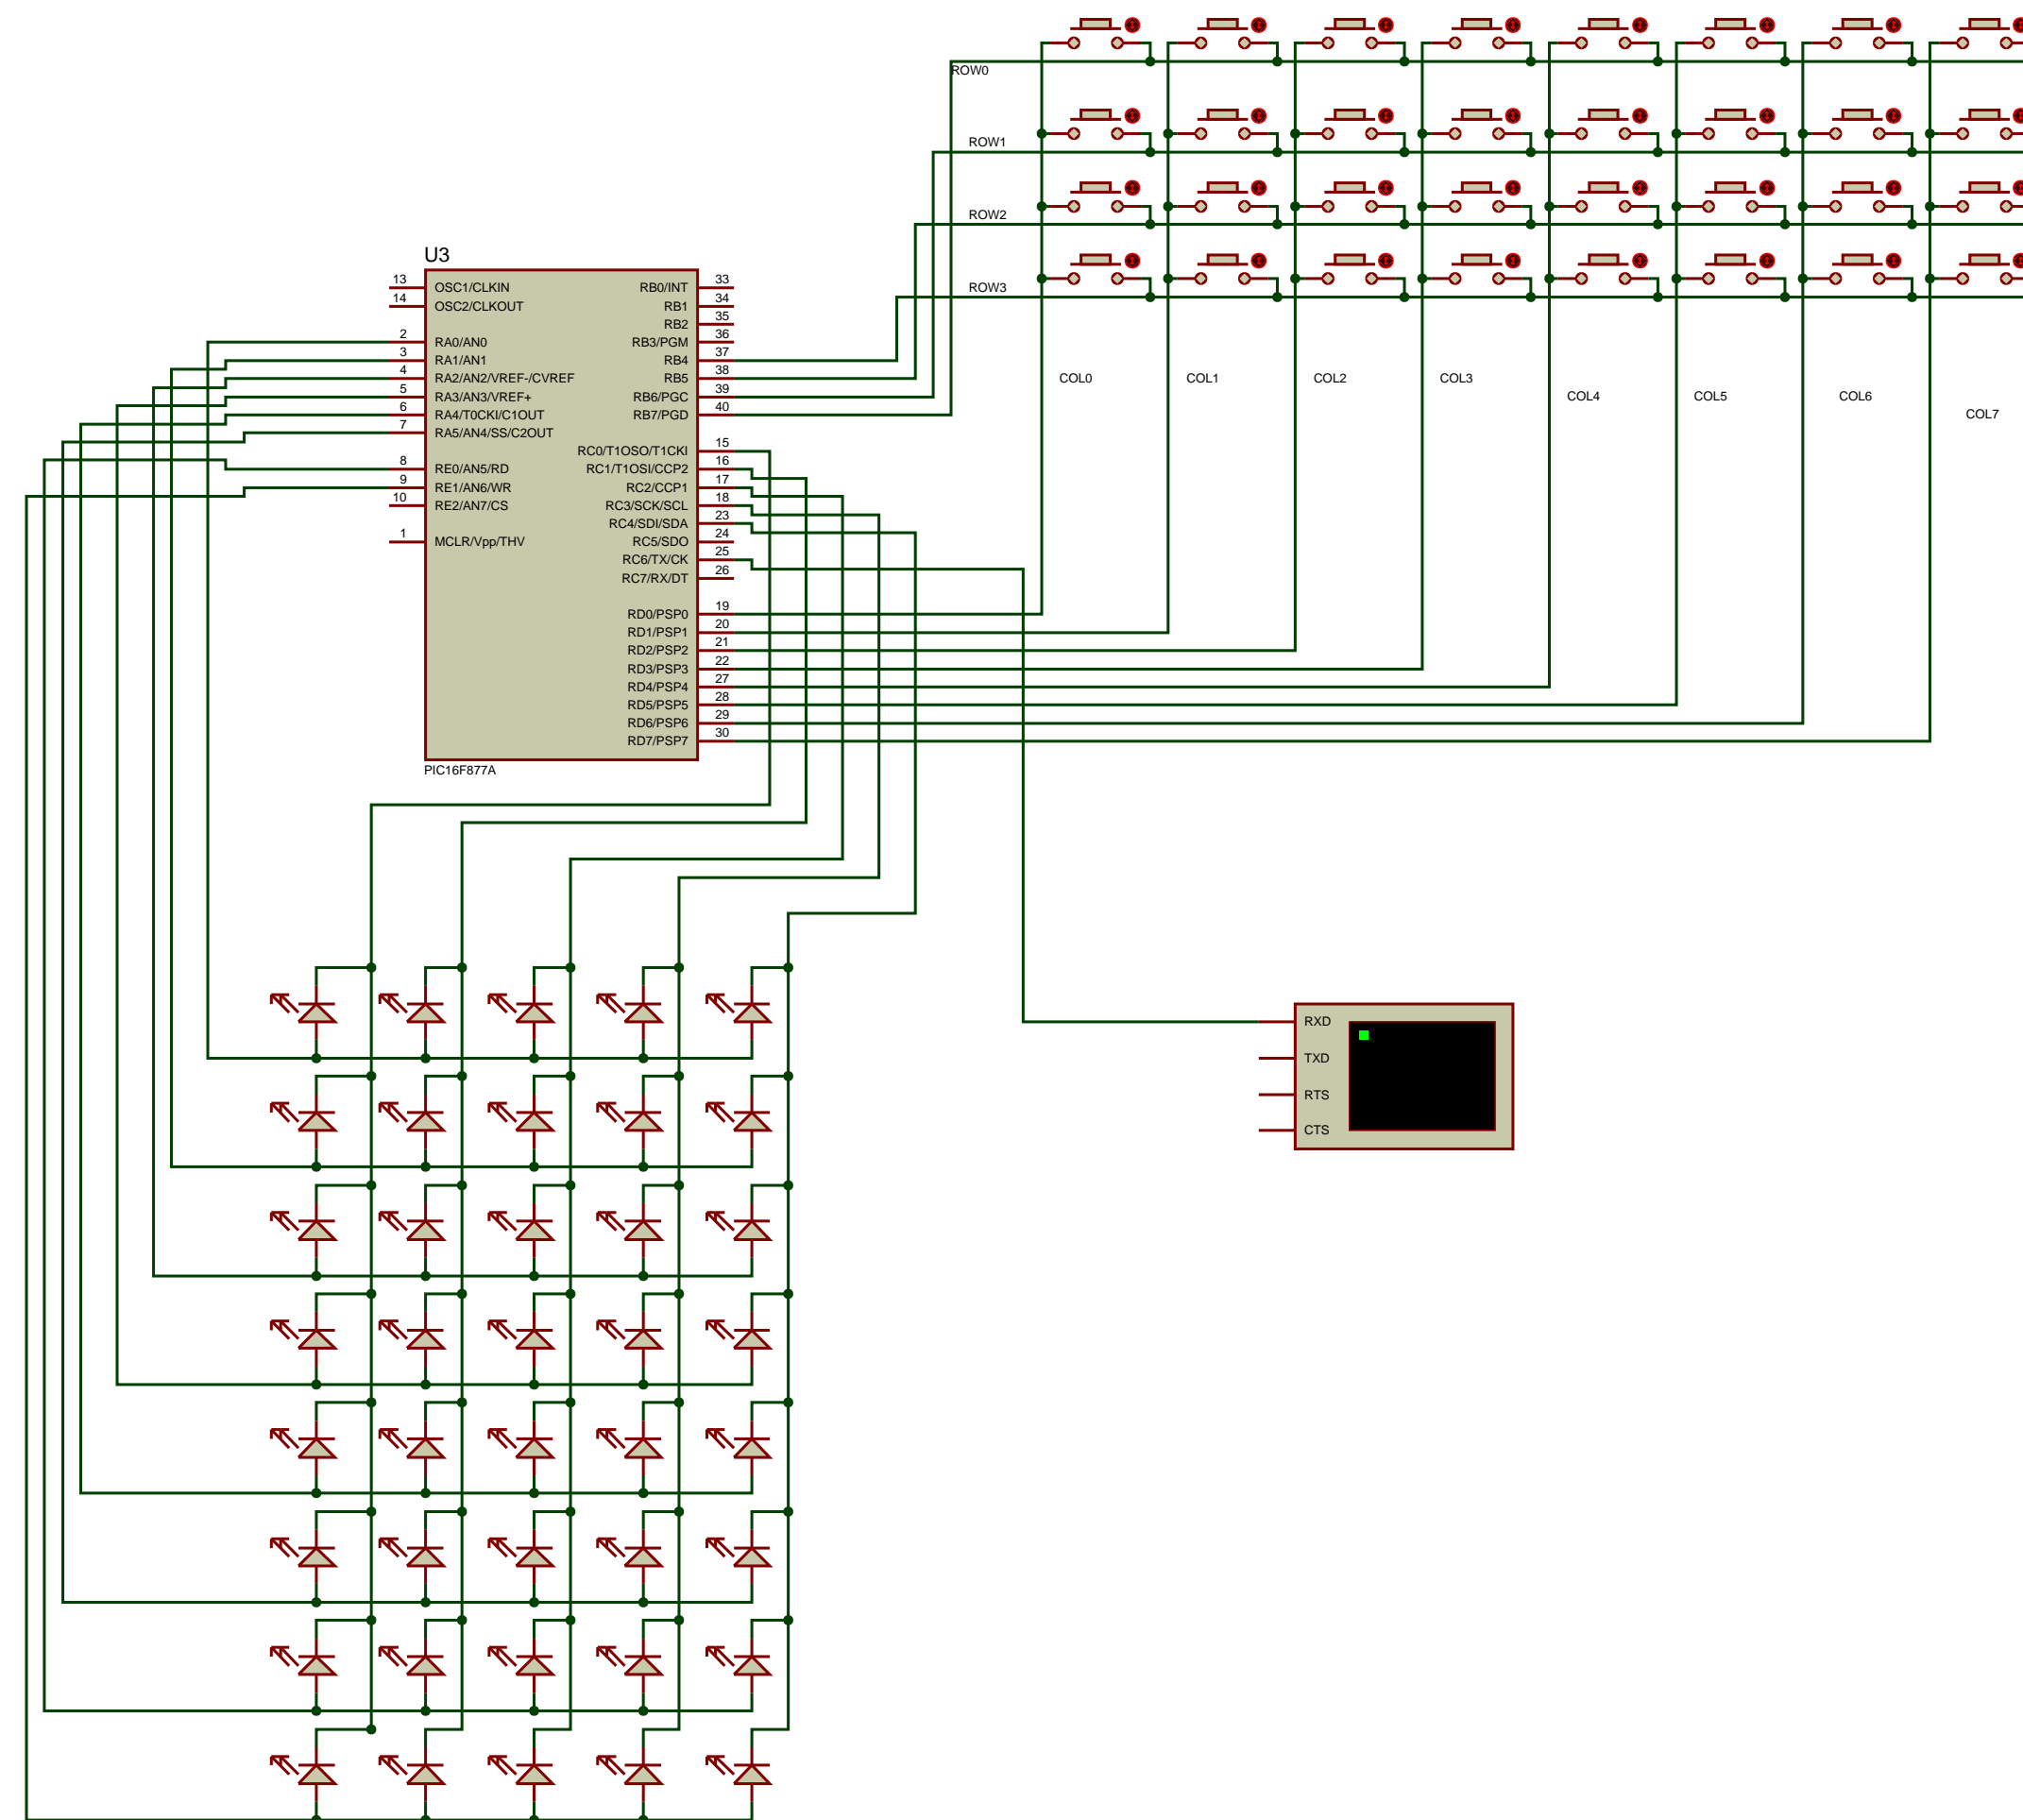 ROW0
ROW1
ROW2
ROW3
U3
13
OSC1/CLKIN
14
OSC2/CLKOUT
2
RA0/AN0
3
RA1/AN1
4
RA2/AN2/VREF-/CVREF
5
RA3/AN3/VREF+
6
RA4/T0CKI/C1OUT
7
RA5/AN4/SS/C2OUT
8
RE0/AN5/RD
9
RE1/AN6/WR
10
RE2/AN7/CS
1
MCLR/Vpp/THV
RB0/INT
33
RB1
34
RB2
35
RB3/PGM
36
RB4
37
RB5
38
RB6/PGC
39
RB7/PGD
40
RC0/T1OSO/T1CKI
15
RC1/T1OSI/CCP2
16
RC2/CCP1
17
RC3/SCK/SCL
18
RC4/SDI/SDA
23
RC5/SDO
24
RC6/TX/CK
25
RC7/RX/DT
26
RD0/PSP0
19
RD1/PSP1
20
RD2/PSP2
21
RD3/PSP3
22
RD4/PSP4
27
RD5/PSP5
28
RD6/PSP6
29
RD7/PSP7
30
PIC16F877A
COL0
COL1
COL2
COL3
COL4
COL5
COL6
COL7
RXD
TXD
RTS
CTS